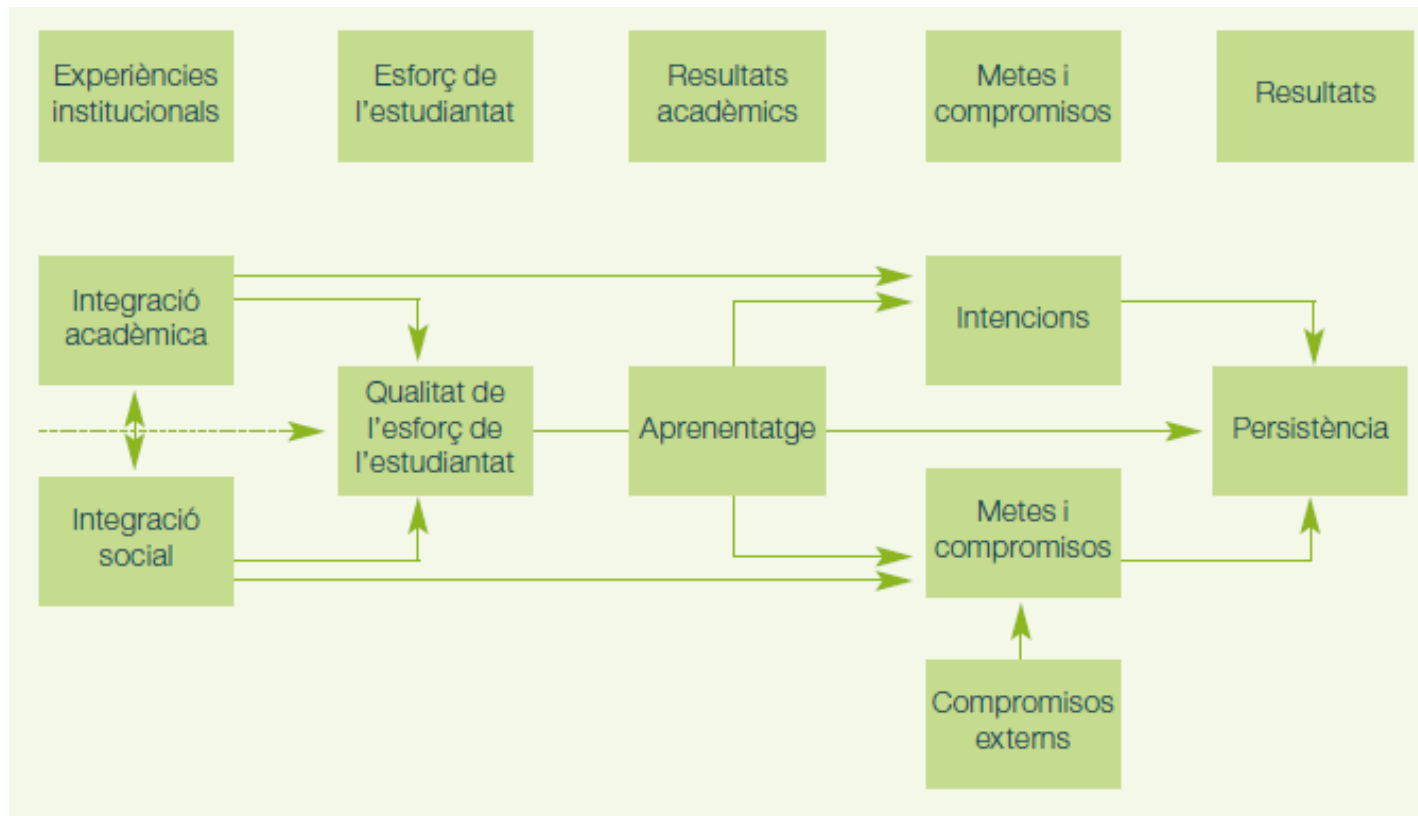 Experiències
institucionals
Esforç de
l'estudiantat
Resultats
acadèmics
Metes i
compromisos
Resultats
Integració
acadèmica
Intencions
Qualitat de
l'esforç de
l'estudiantat
Aprenentatge
Persistència
Integració
social
Metes i
compromisos
Compromisos
externs